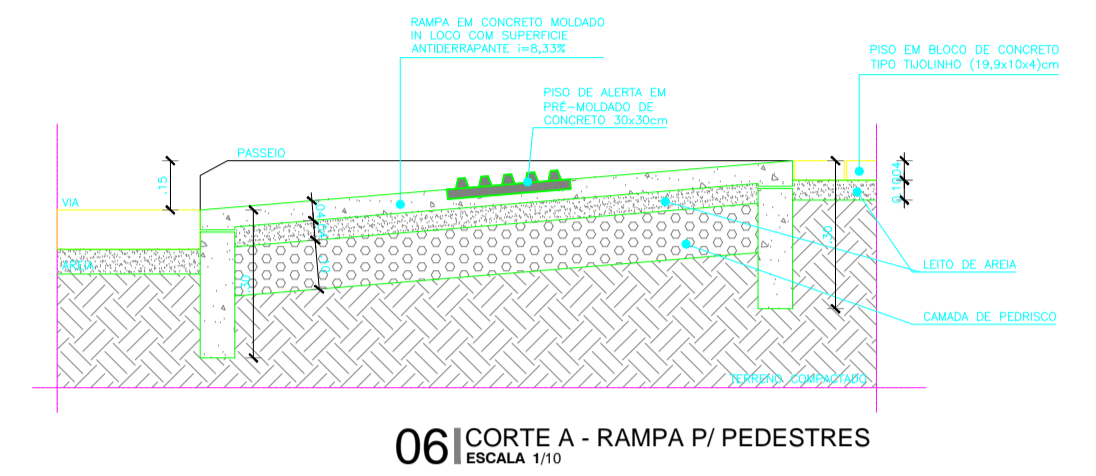 RAMPA EM CONCRETO MOLDADO
IN LOCO COM SUPERFICIE
ANTIDERRAPANTE i=8,33%
PISO EM BLOCO DE CONCRETO
TIPO TIJOLINHO (19,9x10x4)cm
PISO DE ALERTA EM
PRÉ-MOLDADO DE
CONCRETO 30x30cm
PASSEIO
.15
VIA
AREIA
LEITO DE AREIA
CAMADA DE PEDRISCO
TERRENO COMPACTADO
06 CORTE A - RAMPA P/ PEDESTRES
ESCALA 1/10